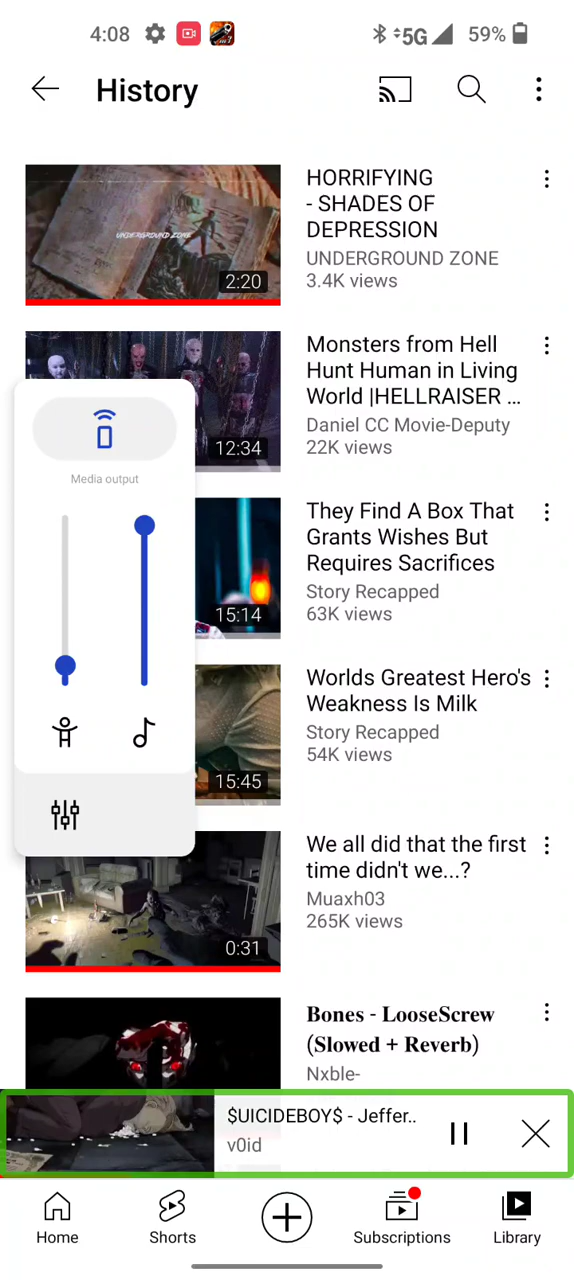 4:08
5G
59%
History
UNDERGROUND ZONE
2:20
HORRIFYING
- SHADES OF
DEPRESSION
UNDERGROUND ZONE
3.4K views
12:34
Monsters from Hell
Hunt Human in Living
World |HELLRAISER ...
Daniel CC Movie-Deputy
22K views
Media output
15:14
They Find A Box That
Grants Wishes But
Requires Sacrifices
Story Recapped
63K views
15:45
Worlds Greatest Hero's
Weakness Is Milk
Story Recapped
54K views
0:31
We all did that the first
time didn't we...?
Muaxh03
265K views
Bones - LooseScrew
(Slowed + Reverb)
Nxble-
$UICIDEBOY$ - Jeffer..
v0id
Home
Shorts
Subscriptions
Library